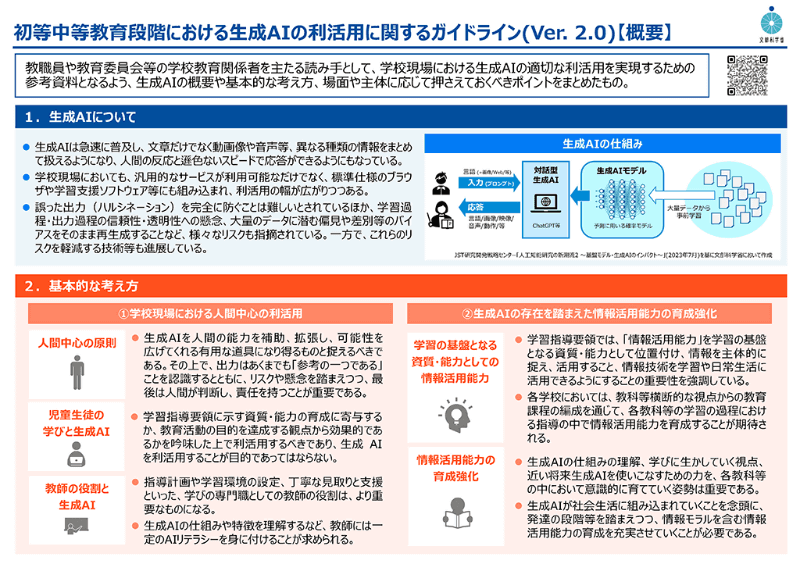 初等中等教育段階における生成AIの利活用に関するガイドライン(Ver. 2.0)【概要】
文部科学省
教職員や教育委員会等の学校教育関係者を主たる読み手として、学校現場における生成AIの適切な利活用を実現するための
参考資料となるよう、生成AIの概要や基本的な考え方、場面や主体に応じて押さえておくべきポイントをまとめたもの。
１．生成AIについて
● 生成AIは急速に普及し、文章だけでなく動画像や音声等、異なる種類の情報をまとめ
て扱えるようになり、人間の反応と遜色ないスピードで応答ができるようにもなっている。
● 学校現場においても、汎用的なサービスが利用可能なだけでなく、標準仕様のブラウ
ザや学習支援ソフトウェア等にも組み込まれ、利活用の幅が広がりつつある。
● 誤った出力（ハルシネーション）を完全に防ぐことは難しいとされているほか、学習過
程・出力過程の信頼性・透明性への懸念、大量のデータに潜む偏見や差別等のバイ
アスをそのまま再生成することなど、様々なリスクも指摘されている。一方で、これらのリ
スクを軽減する技術等も進展している。
生成AIの仕組み
言語（+画像/Web/等）
入力（プロンプト）
応答
言語/画像/映像/
音声/動作/等
対話型
生成AI
ChatGPT等
生成AIモデル
予測に用いる確率モデル
大量データから
事前学習
JST研究開発戦略センター「人工知能研究の新潮流2 ～基盤モデル・生成AIのインパクト～」(2023年7月)を基に文部科学省において作成
２．基本的な考え方
①学校現場における人間中心の利活用
人間中心の原則
● 生成AIを人間の能力を補助、拡張し、可能性を
広げてくれる有用な道具になり得るものと捉えるべきで
ある。その上で、出力はあくまでも「参考の一つである」
ことを認識するとともに、リスクや懸念を踏まえつつ、最
後は人間が判断し、責任を持つことが重要である。
児童生徒の
学びと生成AI
● 学習指導要領に示す資質・能力の育成に寄与する
か、教育活動の目的を達成する観点から効果的であ
るかを吟味した上で利活用するべきであり、生成 AI
を利活用することが目的であってはならない。
教師の役割と
生成AI
● 指導計画や学習環境の設定、丁寧な見取りと支援
といった、学びの専門職としての教師の役割は、より重
要なものになる。
● 生成AIの仕組みや特徴を理解するなど、教師には一
定のAIリテラシーを身に付けることが求められる。
②生成AIの存在を踏まえた情報活用能力の育成強化
学習の基盤となる
資質・能力としての
情報活用能力
● 学習指導要領では、「情報活用能力」を学習の基盤
となる資質・能力として位置付け、情報を主体的に
捉え、活用すること、情報技術を学習や日常生活に
活用できるようにすることの重要性を強調している。
● 各学校においては、教科等横断的な視点からの教育
課程の編成を通じて、各教科等の学習の過程におけ
る指導の中で情報活用能力を育成することが期待さ
れる。
情報活用能力の
育成強化
● 生成AIの仕組みの理解、学びに生かしていく視点、
近い将来生成AIを使いこなすための力を、各教科等
の中において意識的に育てていく姿勢は重要である。
● 生成AIが社会生活に組み込まれていくことを念頭に、
発達の段階等を踏まえつつ、情報モラルを含む情報
活用能力の育成を充実させていくことが必要である。